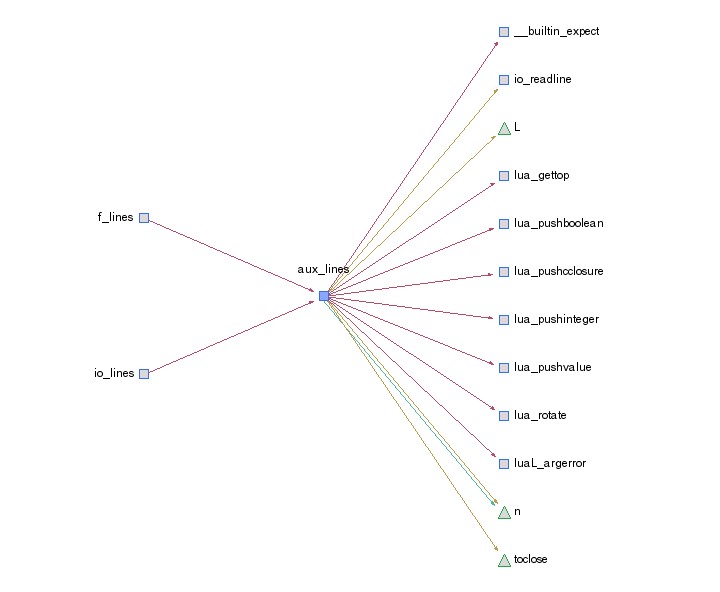 __builtin_expect
io_readline
L
lua_gettop
f_lines
lua_pushboolean
aux_lines
lua_pushcclosure
lua_pushinteger
io_lines
lua_pushvalue
lua_rotate
luaL_argerror
n
toclose